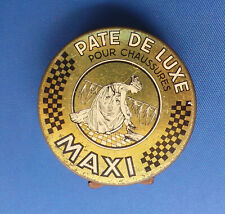 PATE DE LUXE
POUR CHAUSSURES
MAXI